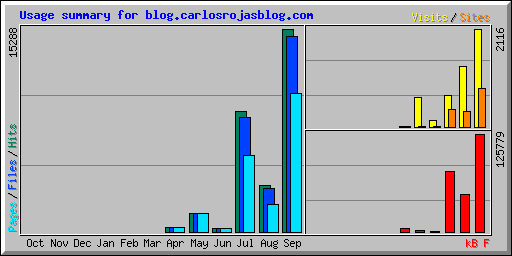 Usage summary for blog.carlosrojasblog.com
Visits/Sites
15288
2116
Pages/Files/Hits
125779
Oct Nov Dec Jan Feb Mar Apr May Jun Jul Aug Sep
kB F